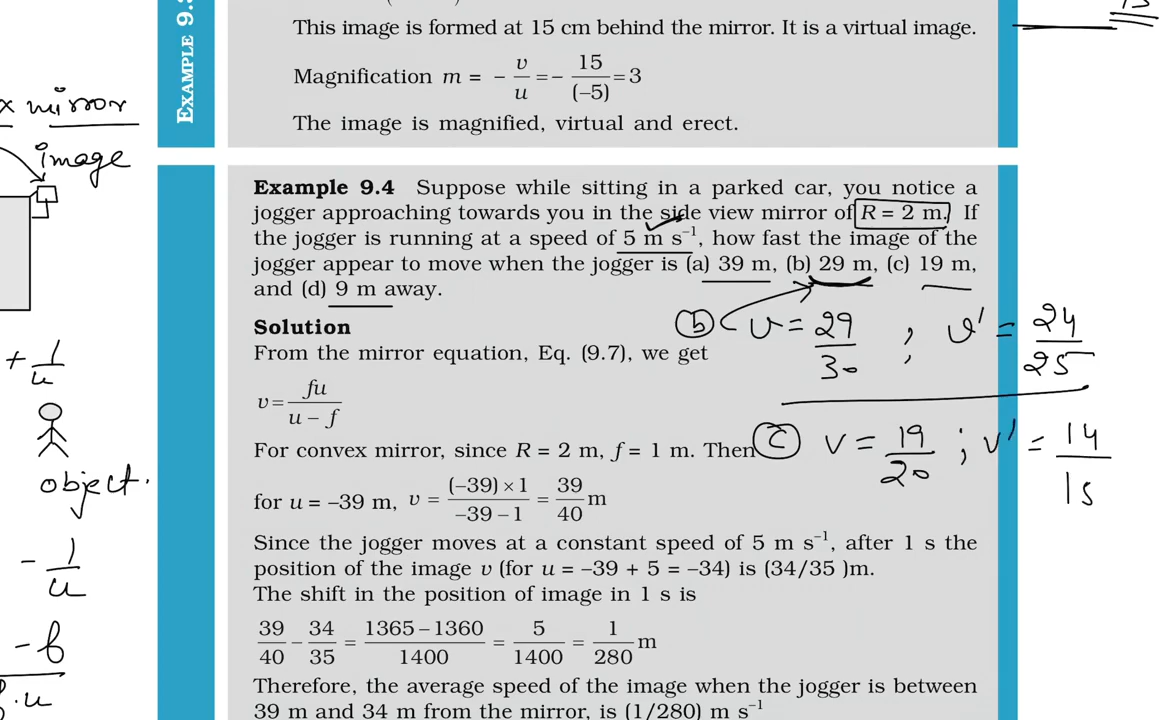 This image is formed at 15 cm behind the mirror. It is a virtual image.
Magnification m = − v/u = − 15/(−5) = 3
The image is magnified, virtual and erect.
EXAMPLE 9.3
mirror
image
Example 9.4 Suppose while sitting in a parked car, you notice a
jogger approaching towards you in the side view mirror of R = 2 m. If
the jogger is running at a speed of 5 m s⁻¹, how fast the image of the
jogger appear to move when the jogger is (a) 39 m, (b) 29 m, (c) 19 m,
and (d) 9 m away.
Solution
(b) v = 29/30 ; v' = 24/25
From the mirror equation, Eq. (9.7), we get
+ 1/u
v = fu/(u − f)
object.
For convex mirror, since R = 2 m, f = 1 m. Then
(c) v = 19/20 ; v' = 14/15
for u = −39 m, v = (−39) × 1/(−39 − 1) = 39/40 m
Since the jogger moves at a constant speed of 5 m s⁻¹, after 1 s the
position of the image v (for u = −39 + 5 = −34) is (34/35 )m.
- 1/u
The shift in the position of image in 1 s is
39/40 − 34/35 = (1365 − 1360)/1400 = 5/1400 = 1/280 m
Therefore, the average speed of the image when the jogger is between
39 m and 34 m from the mirror, is (1/280) m s⁻¹